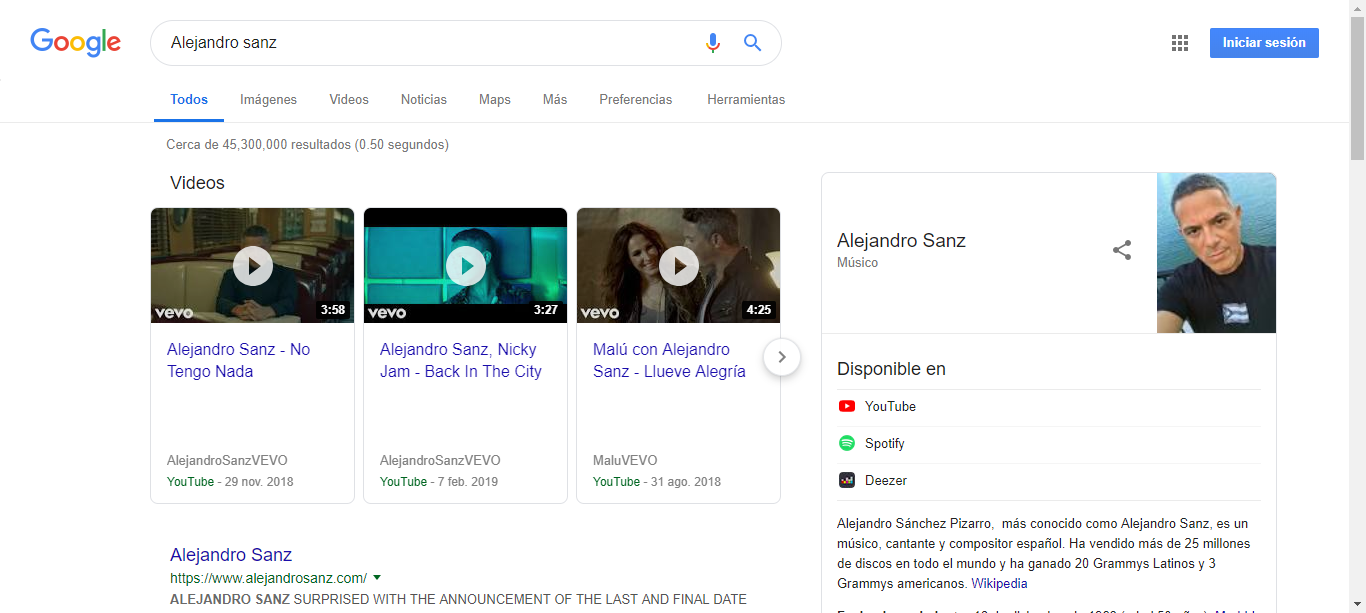 Google
Alejandro sanz
Iniciar sesión
Todos Imágenes Videos Noticias Maps Más Preferencias Herramientas
Cerca de 45,300,000 resultados (0.50 segundos)
Videos
vevo 3:58
Alejandro Sanz - No
Tengo Nada
AlejandroSanzVEVO
YouTube - 29 nov. 2018
vevo 3:27
Alejandro Sanz, Nicky
Jam - Back In The City
AlejandroSanzVEVO
YouTube - 7 feb. 2019
vevo 4:25
Malú con Alejandro
Sanz - Llueve Alegría
MaluVEVO
YouTube - 31 ago. 2018
Alejandro Sanz
https://www.alejandrosanz.com/
ALEJANDRO SANZ SURPRISED WITH THE ANNOUNCEMENT OF THE LAST AND FINAL DATE
Alejandro Sanz
Músico
Disponible en
YouTube
Spotify
Deezer
Alejandro Sánchez Pizarro, más conocido como Alejandro Sanz, es un
músico, cantante y compositor español. Ha vendido más de 25 millones
de discos en todo el mundo y ha ganado 20 Grammys Latinos y 3
Grammys americanos. Wikipedia